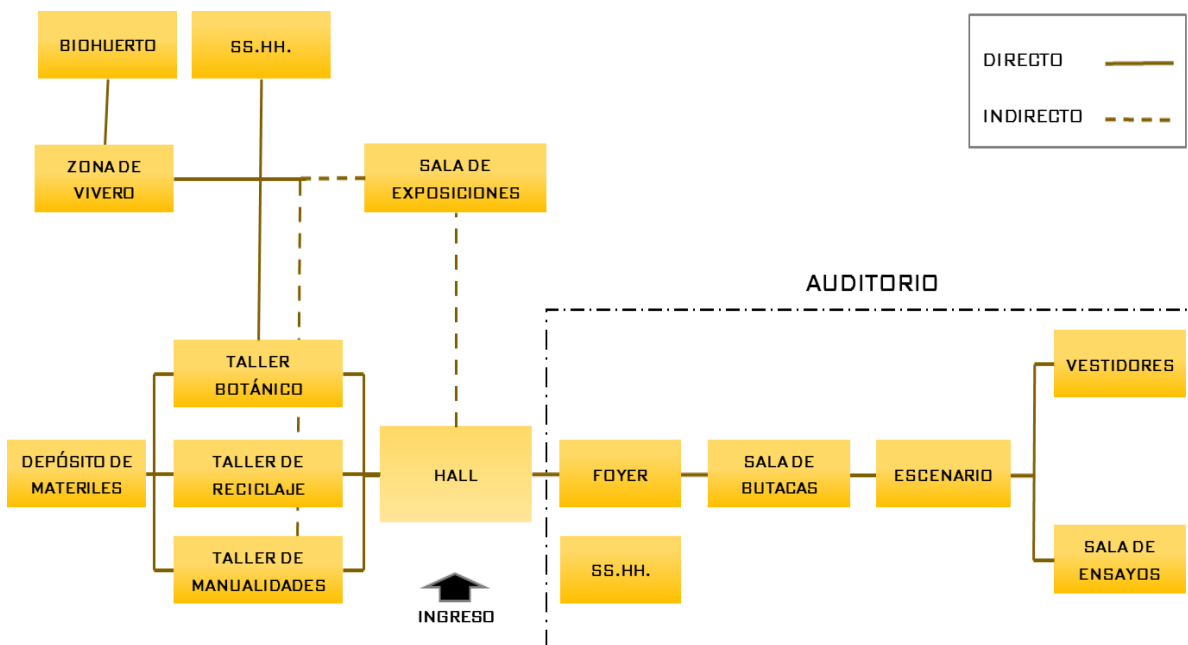 BIOHUERTO
SS.HH.
DIRECTO
INDIRECTO
ZONA DE
VIVERO
SALA DE
EXPOSICIONES
AUDITORIO
TALLER
BOTÁNICO
VESTIDORES
DEPÓSITO DE
MATERILES
TALLER DE
RECICLAJE
HALL
FOYER
SALA DE
BUTACAS
ESCENARIO
TALLER DE
MANUALIDADES
SS.HH.
SALA DE
ENSAYOS
INGRESO